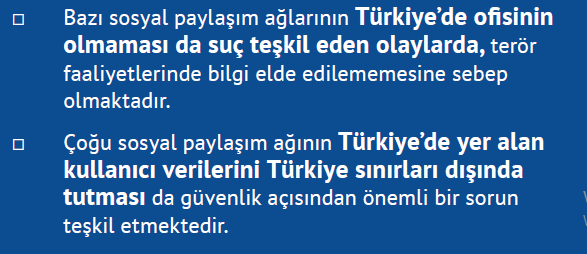 □ Bazı sosyal paylaşım ağlarının Türkiye’de ofisinin
olmaması da suç teşkil eden olaylarda, terör
faaliyetlerinde bilgi elde edilememesine sebep
olmaktadır.
□ Çoğu sosyal paylaşım ağının Türkiye’de yer alan
kullanıcı verilerini Türkiye sınırları dışında
tutması da güvenlik açısından önemli bir sorun
teşkil etmektedir.